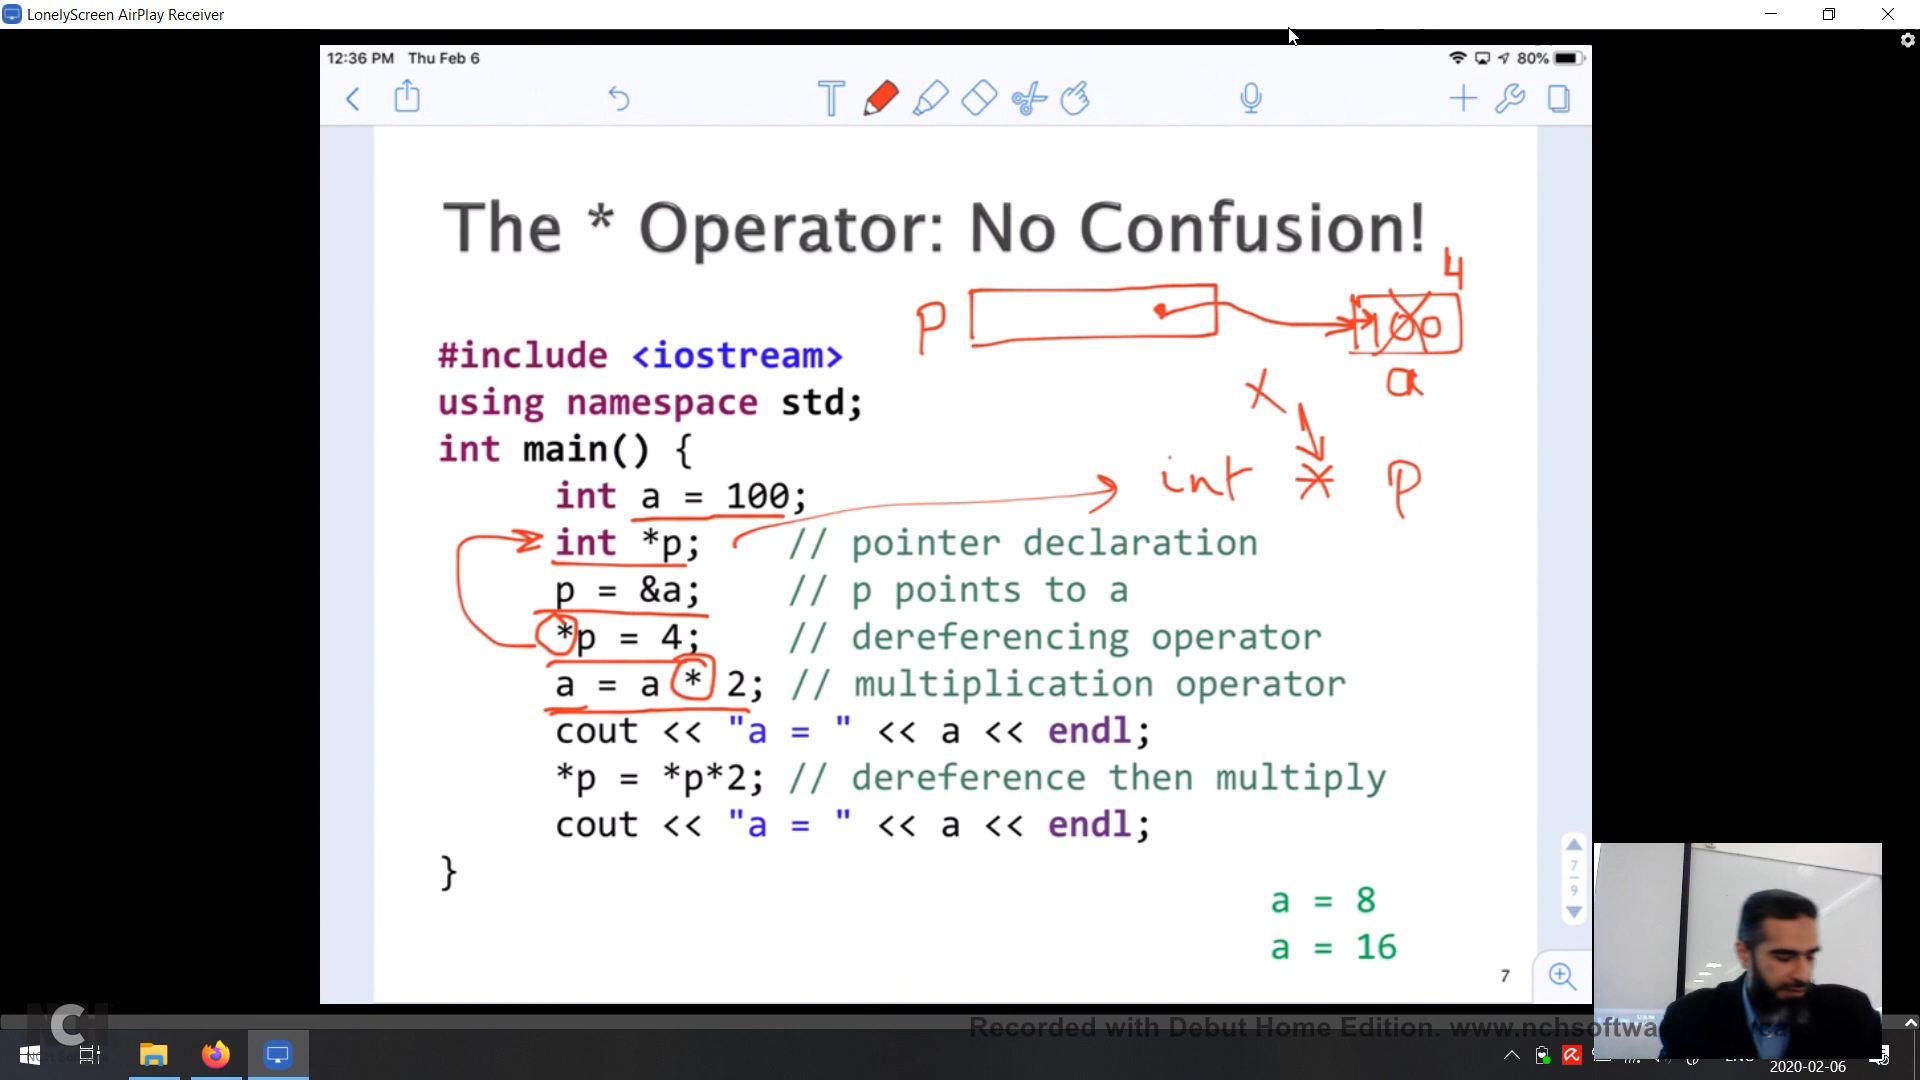 LonelyScreen AirPlay Receiver
12:36 PM Thu Feb 6
80%
The * Operator: No Confusion!
4
p
100
a
#include <iostream>
using namespace std;
x
int main() {
int * p
int a = 100;
int *p; // pointer declaration
p = &a; // p points to a
*p = 4; // dereferencing operator
a = a * 2; // multiplication operator
cout << "a = " << a << endl;
*p = *p*2; // dereference then multiply
cout << "a = " << a << endl;
}
7
9
a = 8
a = 16
7
NCH
Recorded with Debut Home Edition. www.nchsoftwa
2020-02-06